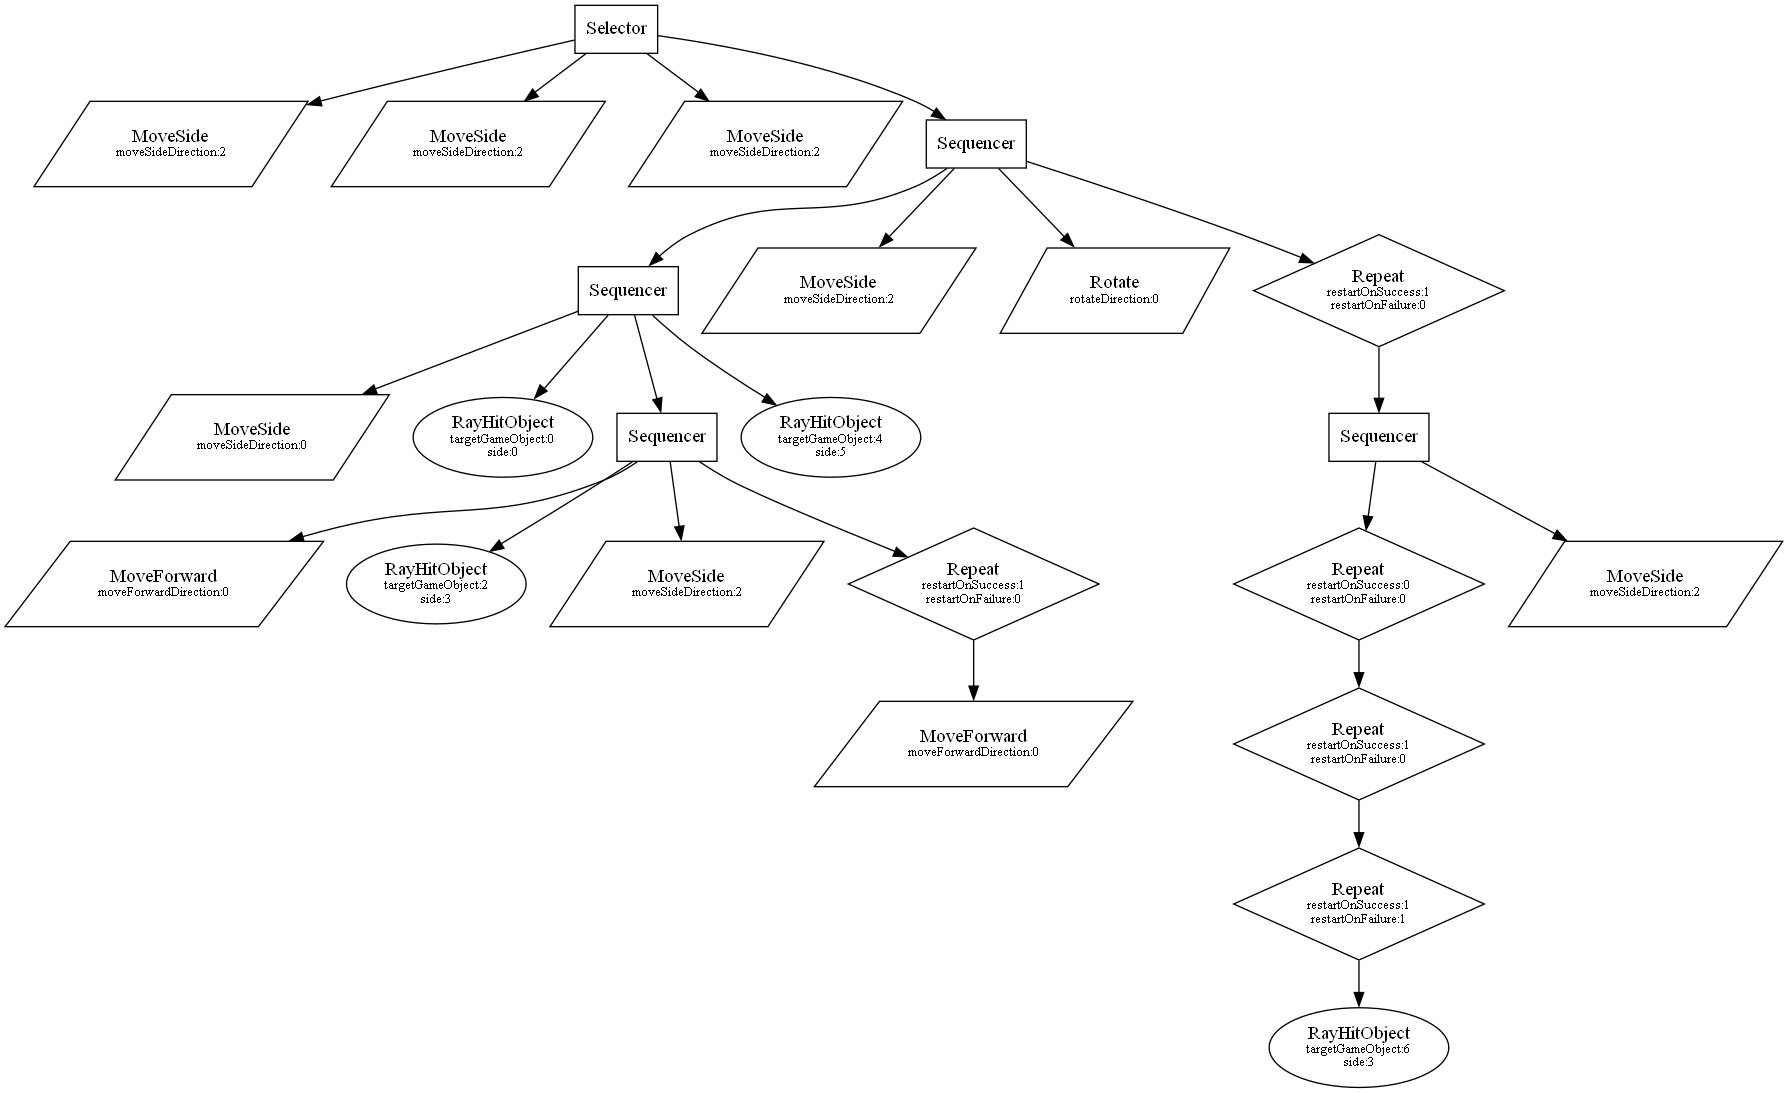 Selector
MoveSide
moveSideDirection:2
MoveSide
moveSideDirection:2
MoveSide
moveSideDirection:2
Sequencer
Sequencer
MoveSide
moveSideDirection:2
Rotate
rotateDirection:0
Repeat
restartOnSuccess:1
restartOnFailure:0
MoveSide
moveSideDirection:0
RayHitObject
targetGameObject:0
side:0
Sequencer
RayHitObject
targetGameObject:4
side:5
Sequencer
MoveForward
moveForwardDirection:0
RayHitObject
targetGameObject:2
side:3
MoveSide
moveSideDirection:2
Repeat
restartOnSuccess:1
restartOnFailure:0
Repeat
restartOnSuccess:0
restartOnFailure:0
MoveSide
moveSideDirection:2
MoveForward
moveForwardDirection:0
Repeat
restartOnSuccess:1
restartOnFailure:0
Repeat
restartOnSuccess:1
restartOnFailure:1
RayHitObject
targetGameObject:6
side:3